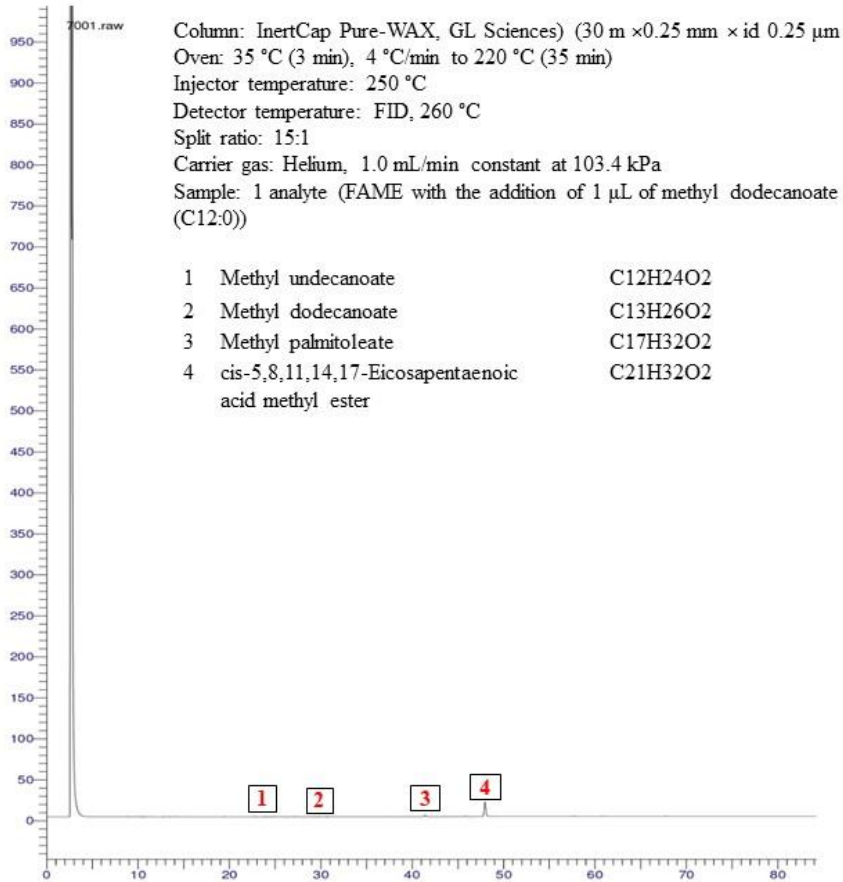 7001.raw
Column: InertCap Pure-WAX, GL Sciences) (30 m ×0.25 mm × id 0.25 µm
Oven: 35 °C (3 min), 4 °C/min to 220 °C (35 min)
Injector temperature: 250 °C
Detector temperature: FID, 260 °C
Split ratio: 15:1
Carrier gas: Helium, 1.0 mL/min constant at 103.4 kPa
Sample: 1 analyte (FAME with the addition of 1 µL of methyl dodecanoate
(C12:0))
1 Methyl undecanoate C12H24O2
2 Methyl dodecanoate C13H26O2
3 Methyl palmitoleate C17H32O2
4 cis-5,8,11,14,17-Eicosapentaenoic C21H32O2
acid methyl ester
950
900
850
800
750
700
650
600
550
500
450
400
350
300
250
200
150
100
50
0
1 2 3 4
0 10 20 30 40 50 60 70 80